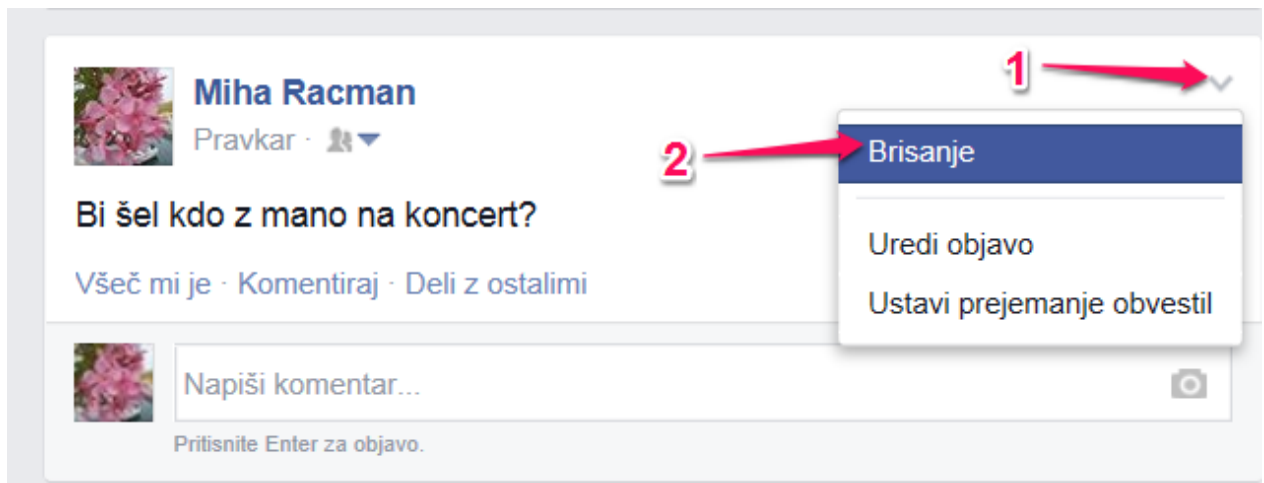 Miha Racman
1
Pravkar ·
2
Brisanje
Bi šel kdo z mano na koncert?
Uredi objavo
Všeč mi je · Komentiraj · Deli z ostalimi
Ustavi prejemanje obvestil
Napiši komentar...
Pritisnite Enter za objavo.